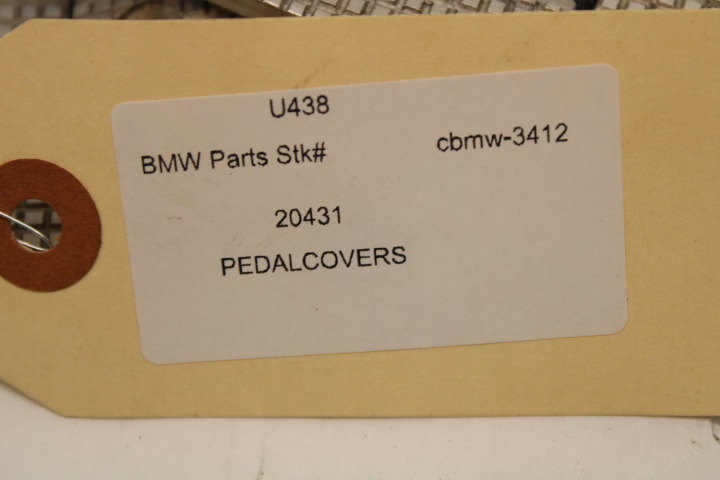 U438
BMW Parts Stk# cbmw-3412
20431
PEDALCOVERS